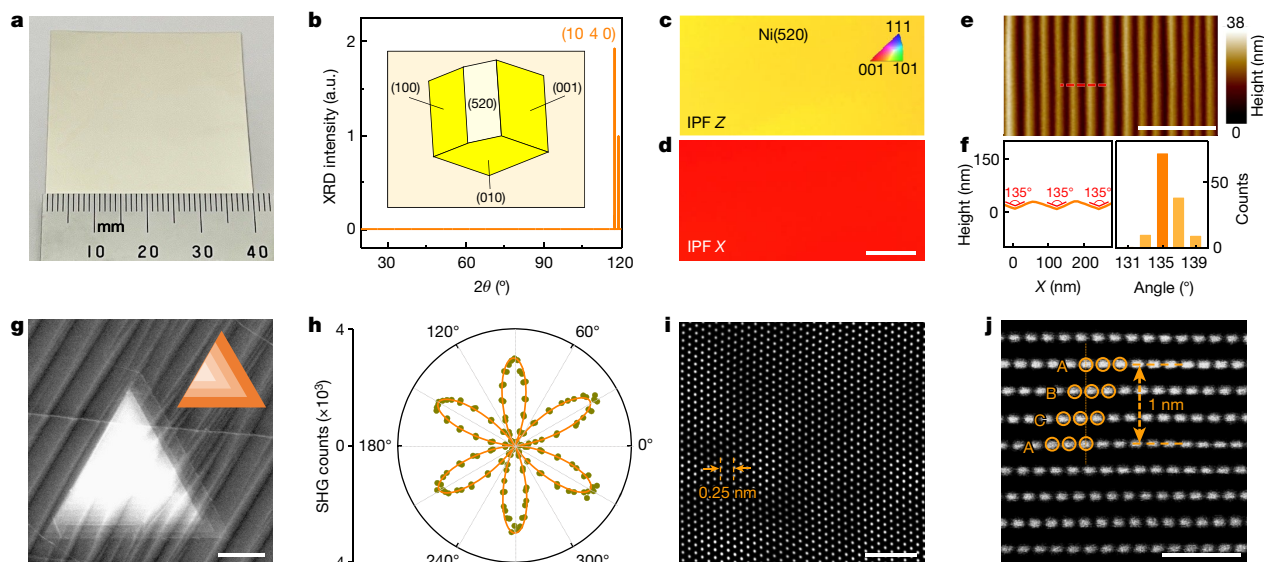 a
mm
10 20 30 40
b
XRD intensity (a.u.)
2
1
0
(10 4 0)
(100)
(520)
(001)
(010)
30 60 90 120
2θ (°)
c
Ni(520)
111
001 101
IPF Z
d
IPF X
e
38
Height (nm)
0
f
Height (nm)
150
0
135° 135° 135°
0 100 200
X (nm)
50
0
Counts
131 135 139
Angle (°)
g
h
SHG counts (×10³)
4
0
4
120° 60°
180° 0°
240° 300°
i
0.25 nm
j
A
B
C
A
1 nm